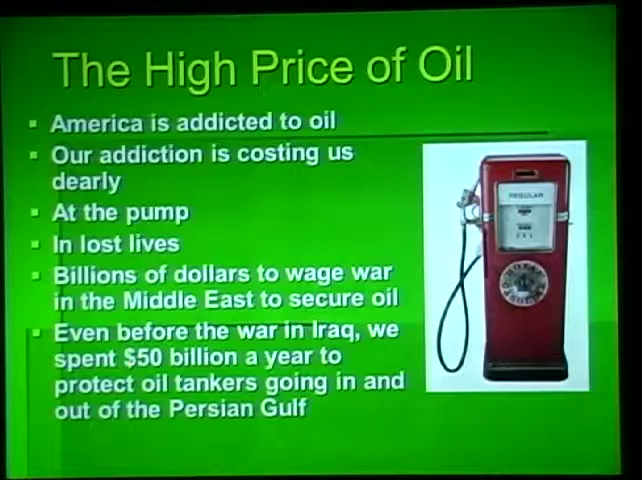 The High Price of Oil
America is addicted to oil
Our addiction is costing us
dearly
At the pump
In lost lives
Billions of dollars to wage war
in the Middle East to secure oil
Even before the war in Iraq, we
spent $50 billion a year to
protect oil tankers going in and
out of the Persian Gulf
REGULAR